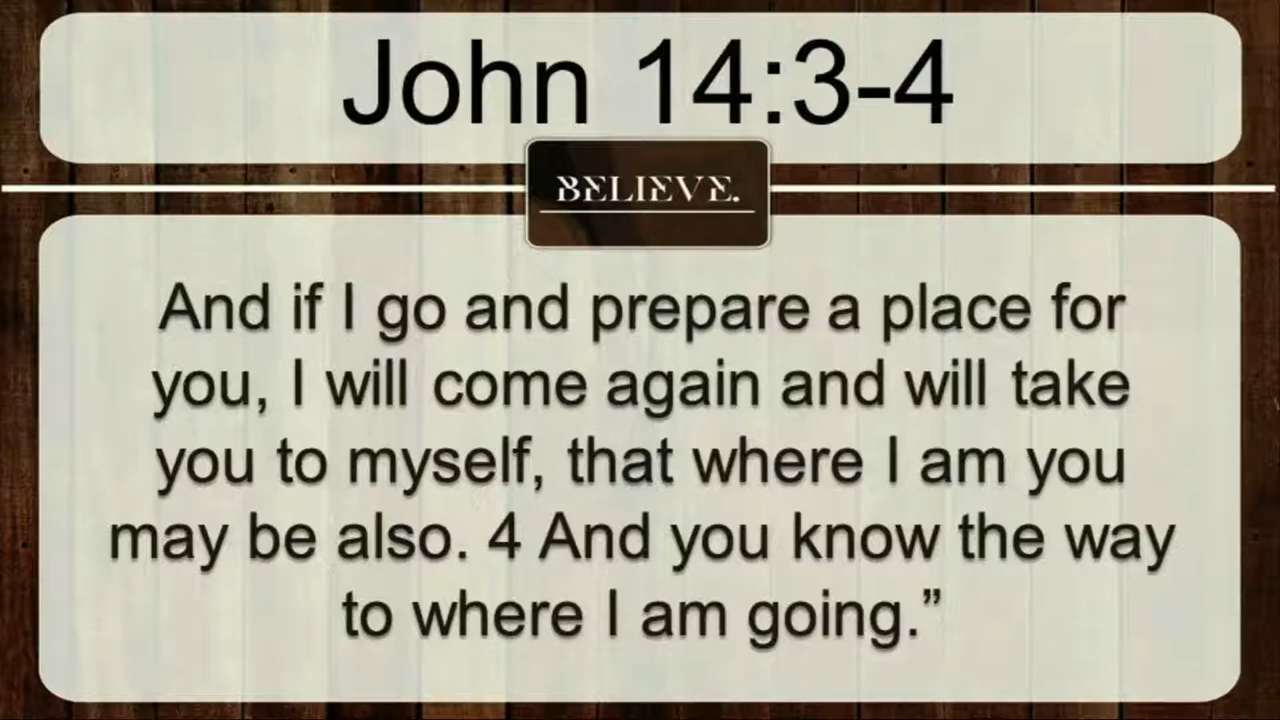 John 14:3-4
BELIEVE.
And if I go and prepare a place for
you, I will come again and will take
you to myself, that where I am you
may be also. 4 And you know the way
to where I am going.”